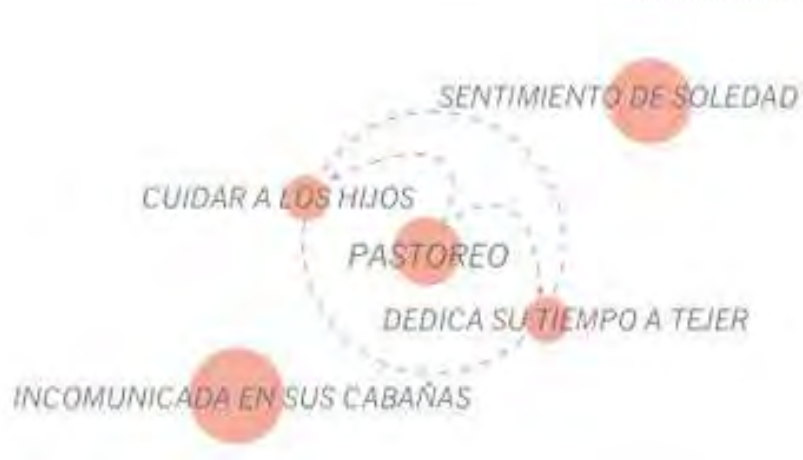 SENTIMIENTO DE SOLEDAD
CUIDAR A LOS HIJOS
PASTOREO
DEDICA SU TIEMPO A TEJER
INCOMUNICADA EN SUS CABAÑAS